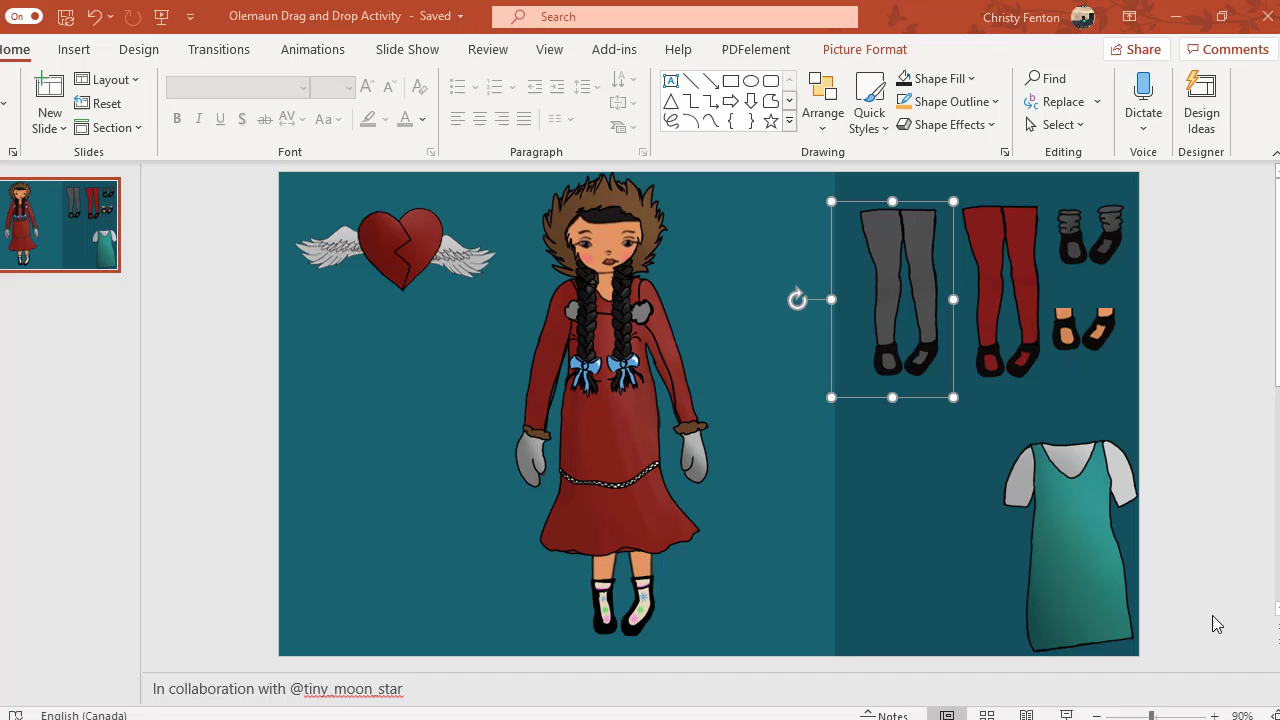 On
Olemaun Drag and Drop Activity - Saved
Search
Christy Fenton
Home Insert Design Transitions Animations Slide Show Review View Add-ins Help PDFelement Picture Format Share Comments
New Slide
Layout
Reset
Section
Slides
B I U S ab AV Aa A
Font
Paragraph
Arrange
Quick Styles
Shape Fill
Shape Outline
Shape Effects
Drawing
Find
Replace
Select
Editing
Dictate
Voice
Design Ideas
Designer
In collaboration with @tiny_moon_star
English (Canada)
Notes
90%